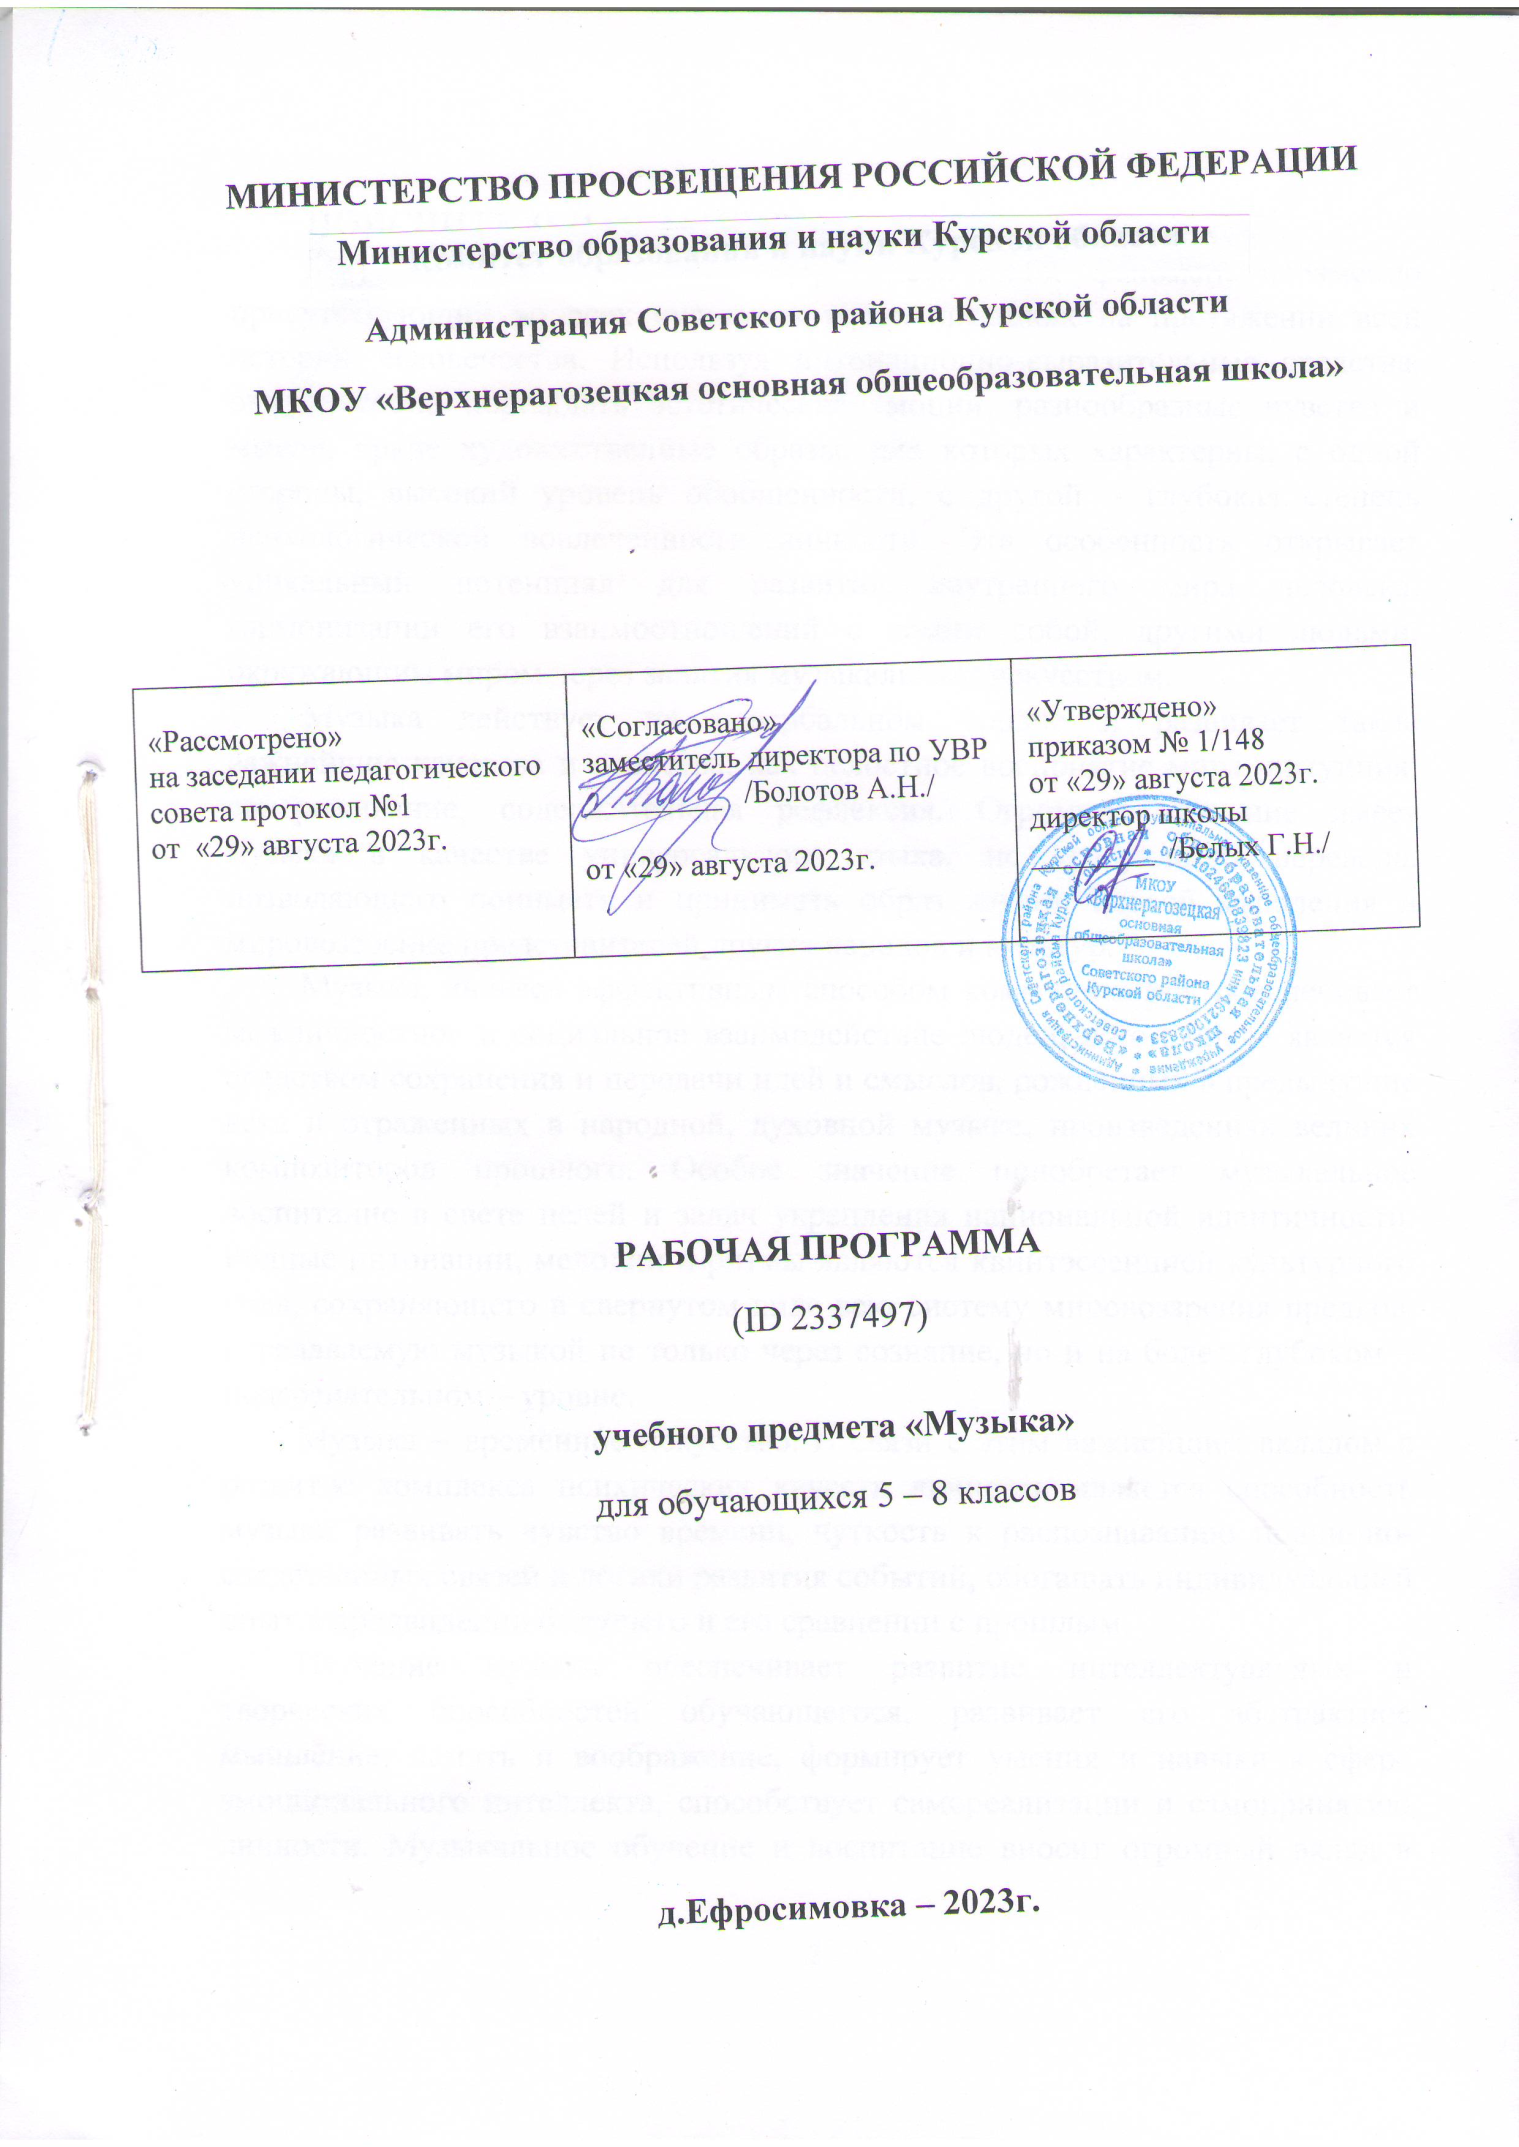 МИНИСТЕРСТВО ПРОСВЕЩЕНИЯ РОССИЙСКОЙ ФЕДЕРАЦИИ
Министерство образования и науки Курской области
Администрация Советского района Курской области
МКОУ «Верхнерагозецкая основная общеобразовательная школа»
«Рассмотрено»
на заседании педагогического
совета протокол №1
от «29» августа 2023г.
«Согласовано»
заместитель директора по УВР
/Болотов А.Н./
от «29» августа 2023г.
«Утверждено»
приказом № 1/148
от «29» августа 2023г.
директор школы
/Белых Г.Н./
МКОУ
«Верхнерагозецкая
основная
общеобразовательная
школа»
Советского района
Курской области
РАБОЧАЯ ПРОГРАММА
(ID 2337497)
учебного предмета «Музыка»
для обучающихся 5 – 8 классов
д.Ефросимовка – 2023г.